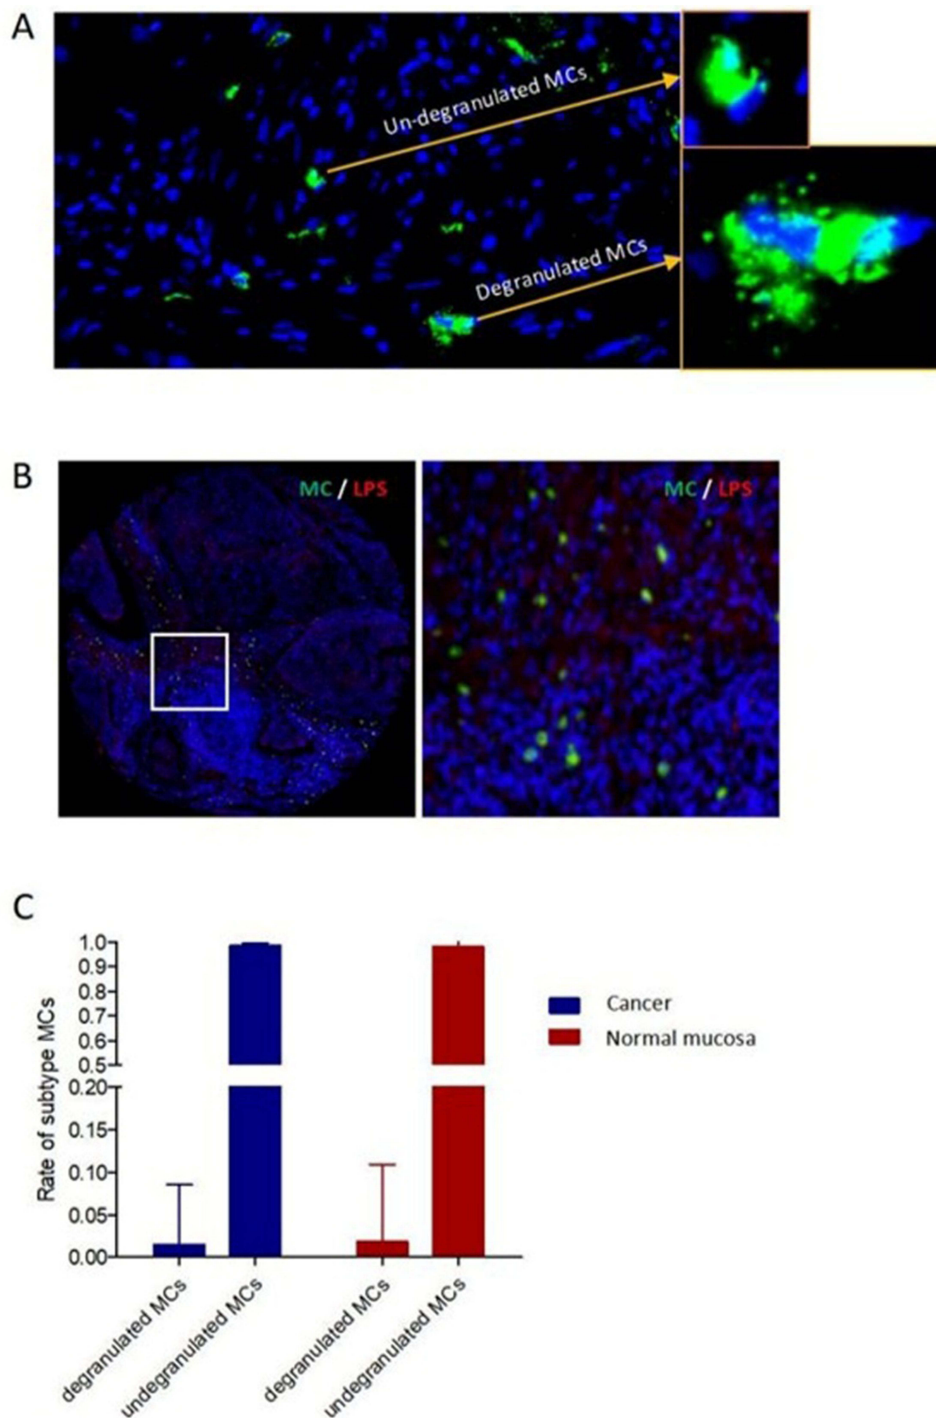 A
Un-degranulated MCs
Degranulated MCs
B
MC / LPS
MC / LPS
C
Rate of subtype MCs
1.0
0.9
0.8
0.7
0.6
0.5
0.20
0.15
0.10
0.05
0.00
degranulated MCs
undegranulated MCs
degranulated MCs
undegranulated MCs
Cancer
Normal mucosa